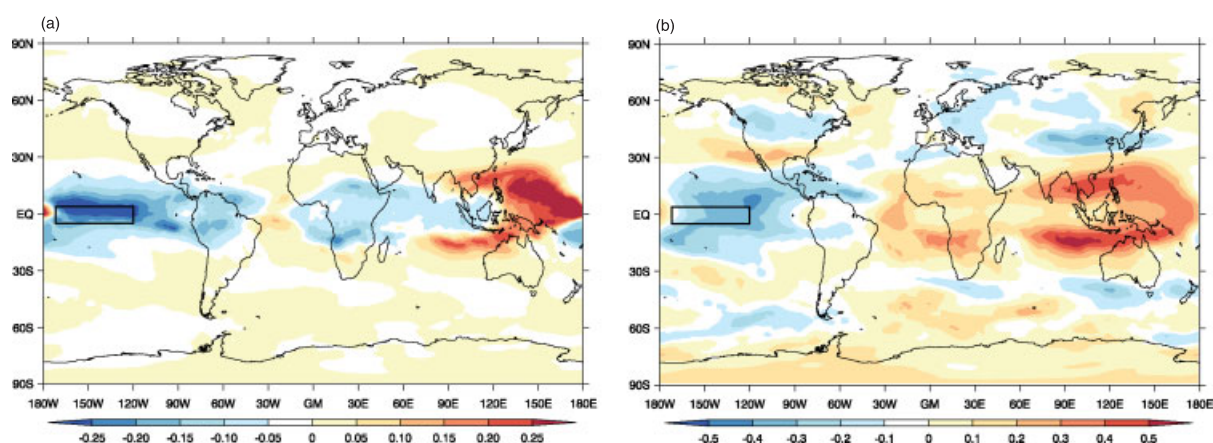 (a)
(b)
90N
60N
30N
EQ
30S
60S
90S
180W 150W 120W 90W 60W 30W GM 30E 60E 90E 120E 150E 180E
-0.25 -0.20 -0.15 -0.10 -0.05 0 0.05 0.10 0.15 0.20 0.25
90N
60N
30N
EQ
30S
60S
90S
180W 150W 120W 90W 60W 30W GM 30E 60E 90E 120E 150E 180E
-0.5 -0.4 -0.3 -0.2 -0.1 0 0.1 0.2 0.3 0.4 0.5